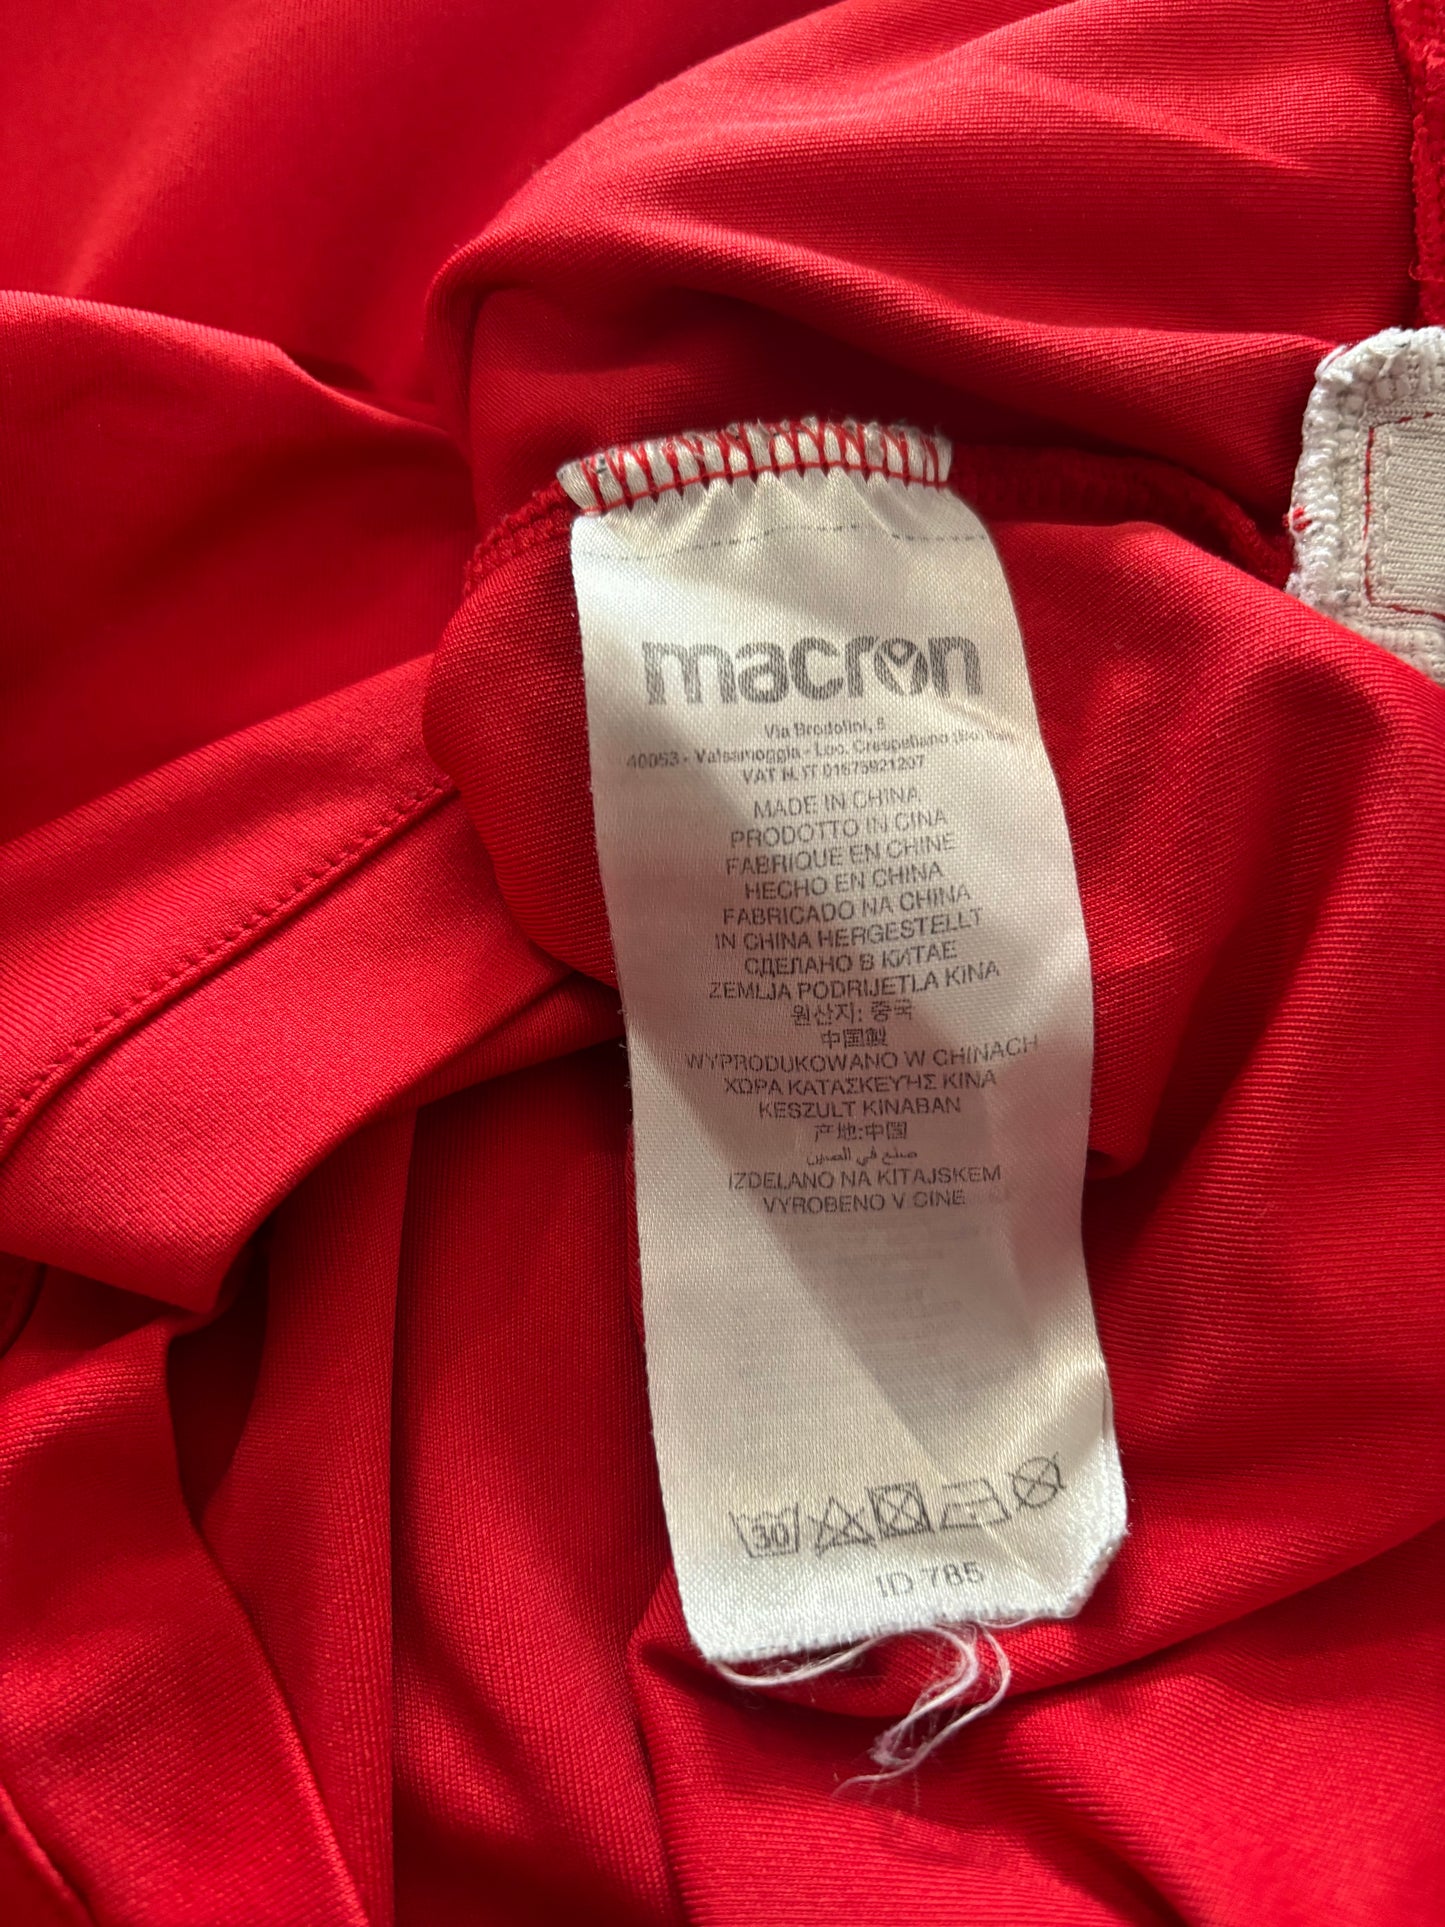 macron
Via Brodolini, 5
40053 - Valsamoggia - Loc. Crespellano (Bo) Italy
VAT N. IT 01675921207
MADE IN CHINA
PRODOTTO IN CINA
FABRIQUE EN CHINE
HECHO EN CHINA
FABRICADO NA CHINA
IN CHINA HERGESTELLT
СДЕЛАНО В КИТАЕ
ZEMLJA PODRIJETLA KINA
원산지: 중국
中国製
WYPRODUKOWANO W CHINACH
ΧΩΡΑ ΚΑΤΑΣΚΕΥΗΣ ΚΙΝΑ
KESZULT KINABAN
产地:中国
صنع في الصين
IZDELANO NA KITAJSKEM
VYROBENO V CINE
30
ID 785